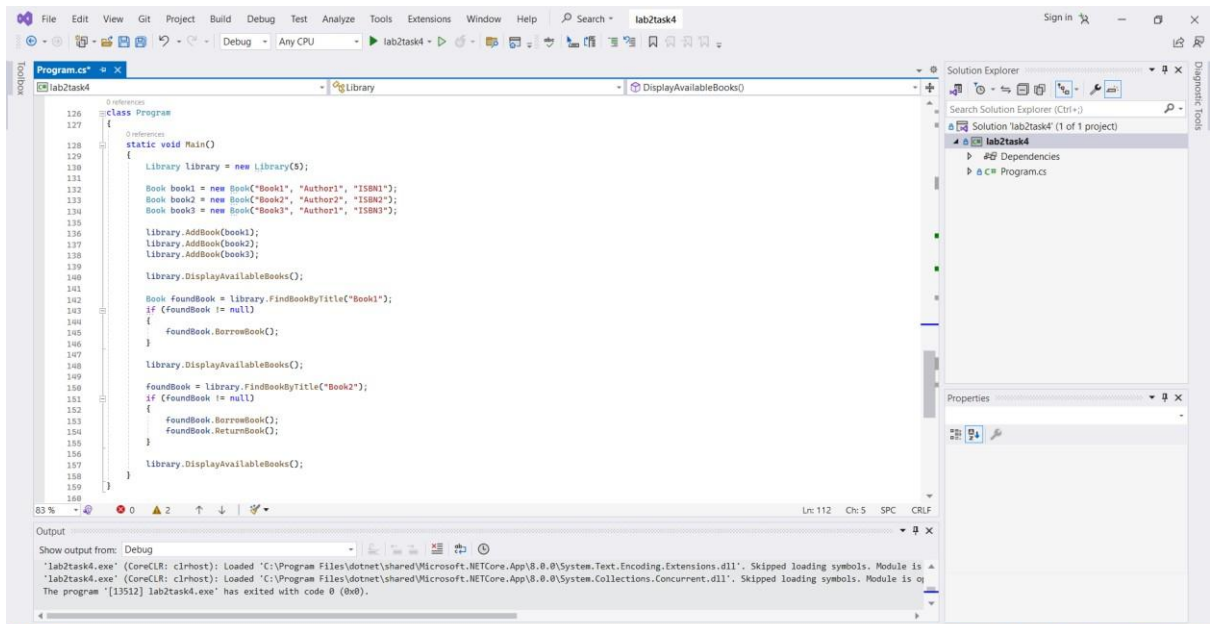 File Edit View Git Project Build Debug Test Analyze Tools Extensions Window Help Search lab2task4 Sign in
Debug Any CPU lab2task4
Toolbox
Program.cs*
lab2task4 Library DisplayAvailableBooks()
0 references
126 class Program
127 {
0 references
128 static void Main()
129 {
130 Library library = new Library(5);
131
132 Book book1 = new Book("Book1", "Author1", "ISBN1");
133 Book book2 = new Book("Book2", "Author2", "ISBN2");
134 Book book3 = new Book("Book3", "Author1", "ISBN3");
135
136 library.AddBook(book1);
137 library.AddBook(book2);
138 library.AddBook(book3);
139
140 library.DisplayAvailableBooks();
141
142 Book foundBook = library.FindBookByTitle("Book1");
143 if (foundBook != null)
144 {
145 foundBook.BorrowBook();
146 }
147
148 library.DisplayAvailableBooks();
149
150 foundBook = library.FindBookByTitle("Book2");
151 if (foundBook != null)
152 {
153 foundBook.BorrowBook();
154 foundBook.ReturnBook();
155 }
156
157 library.DisplayAvailableBooks();
158 }
159 }
160
83 % 0 2 Ln: 112 Ch: 5 SPC CRLF
Output
Show output from: Debug
'lab2task4.exe' (CoreCLR: clrhost): Loaded 'C:\Program Files\dotnet\shared\Microsoft.NETCore.App\8.0.0\System.Text.Encoding.Extensions.dll'. Skipped loading symbols. Module is
'lab2task4.exe' (CoreCLR: clrhost): Loaded 'C:\Program Files\dotnet\shared\Microsoft.NETCore.App\8.0.0\System.Collections.Concurrent.dll'. Skipped loading symbols. Module is op
The program '[13512] lab2task4.exe' has exited with code 0 (0x0).
Solution Explorer
Search Solution Explorer (Ctrl+;)
Solution 'lab2task4' (1 of 1 project)
lab2task4
Dependencies
C# Program.cs
Properties
Diagnostic Tools